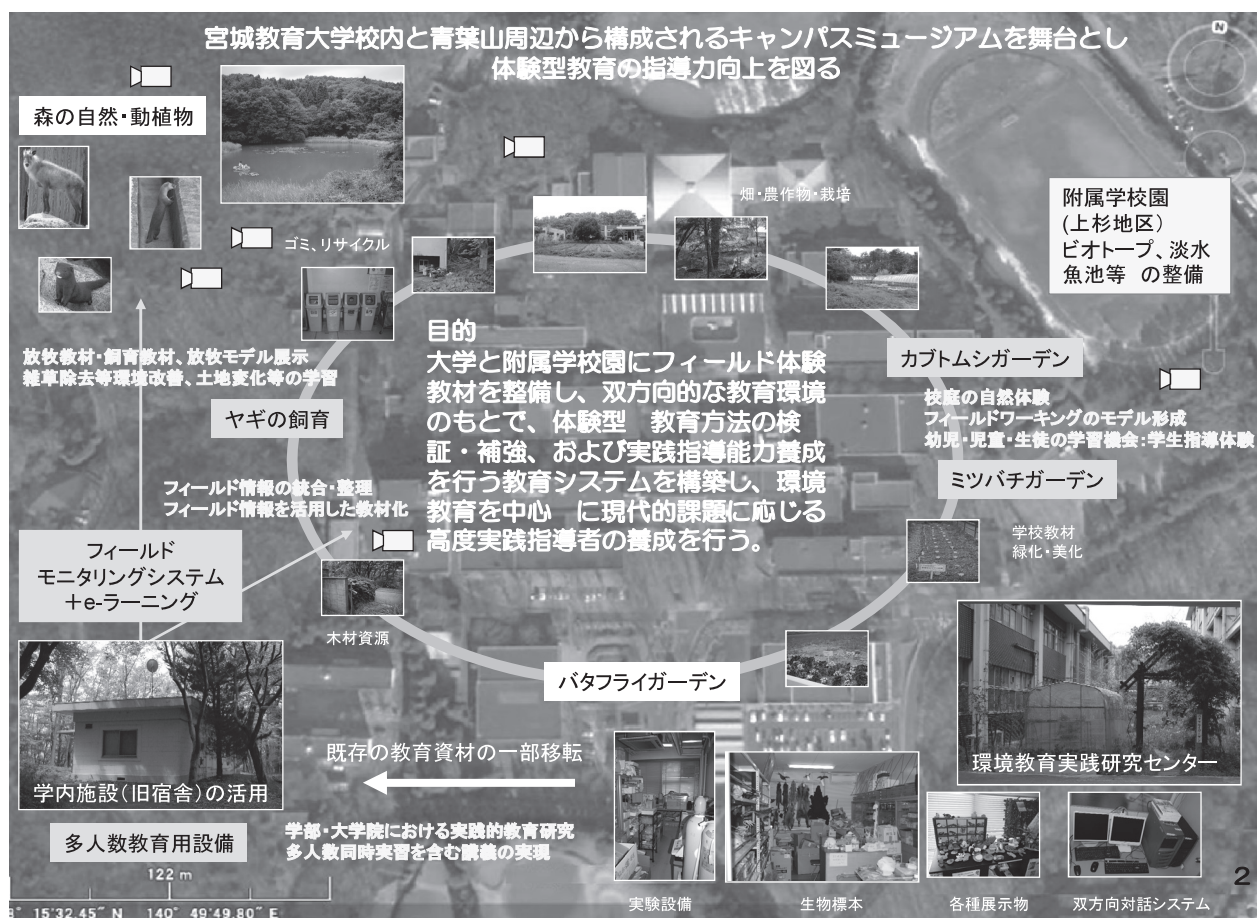 宮城教育大学校内と青葉山周辺から構成されるキャンパスミュージアムを舞台とし
体験型教育の指導力向上を図る
N
森の自然・動植物
畑・農作物・栽培
附属学校園
(上杉地区)
ビオトープ、淡水
魚池等 の整備
ゴミ、リサイクル
放牧教材・飼育教材、放牧モデル展示
雑草除去等環境改善、土地変化等の学習
ヤギの飼育
目的
大学と附属学校園にフィールド体験
教材を整備し、双方向的な教育環境
のもとで、体験型 教育方法の検
証・補強、および実践指導能力養成
を行う教育システムを構築し、環境
教育を中心 に現代的課題に応じる
高度実践指導者の養成を行う。
カブトムシガーデン
校庭の自然体験
フィールドワーキングのモデル形成
幼児・児童・生徒の学習機会:学生指導体験
ミツバチガーデン
フィールド情報の統合・整理
フィールド情報を活用した教材化
学校教材
緑化・美化
フィールド
モニタリングシステム
+e-ラーニング
木材資源
バタフライガーデン
既存の教育資材の一部移転
環境教育実践研究センター
学内施設(旧宿舎)の活用
多人数教育用設備
学部・大学院における実践的教育研究
多人数同時実習を含む講義の実現
122 m
15'32.45" N 140° 49'49.80" E
実験設備
生物標本
各種展示物
双方向対話システム
2